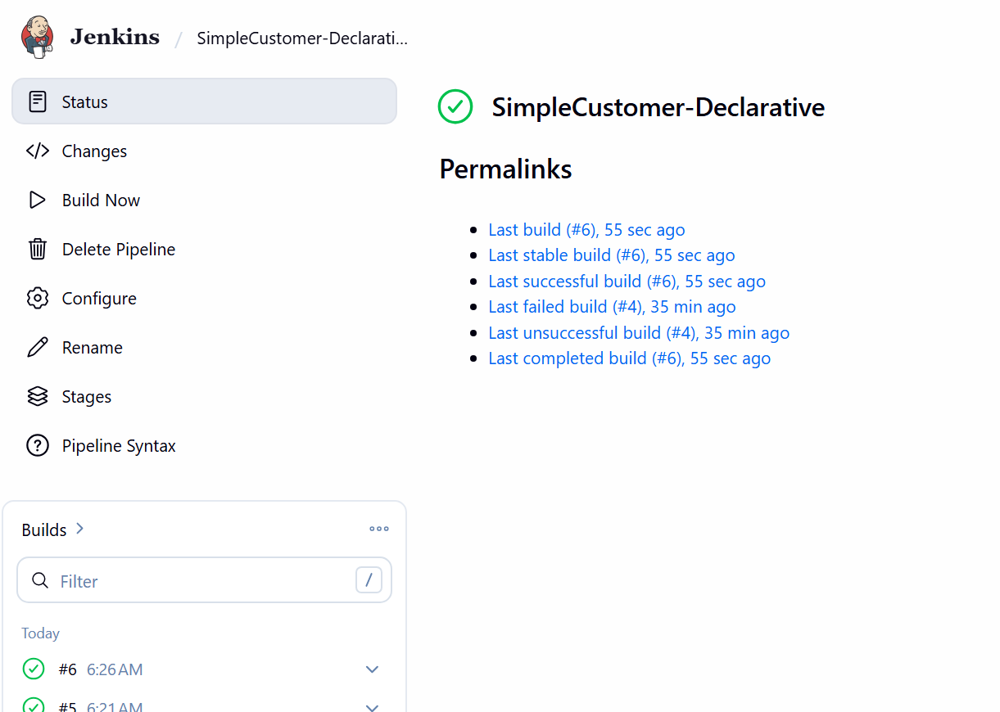 Jenkins / SimpleCustomer-Declarati...
Status
Changes
Build Now
Delete Pipeline
Configure
Rename
Stages
Pipeline Syntax
Builds
Filter /
Today
#6 6:26 AM
#5 6:21 AM
SimpleCustomer-Declarative
Permalinks
Last build (#6), 55 sec ago
Last stable build (#6), 55 sec ago
Last successful build (#6), 55 sec ago
Last failed build (#4), 35 min ago
Last unsuccessful build (#4), 35 min ago
Last completed build (#6), 55 sec ago